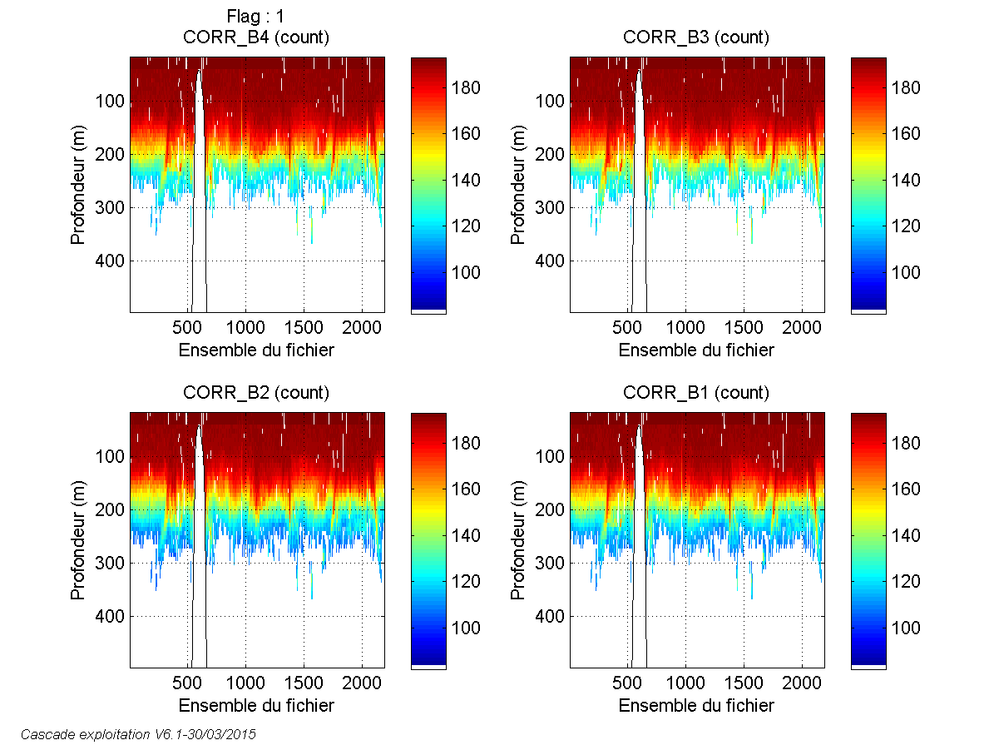 Flag : 1
CORR_B4 (count)
CORR_B3 (count)
100
200
300
400
Profondeur (m)
500 1000 1500 2000
Ensemble du fichier
180
160
140
120
100
100
200
300
400
Profondeur (m)
500 1000 1500 2000
Ensemble du fichier
180
160
140
120
100
CORR_B2 (count)
CORR_B1 (count)
100
200
300
400
Profondeur (m)
500 1000 1500 2000
Ensemble du fichier
180
160
140
120
100
100
200
300
400
Profondeur (m)
500 1000 1500 2000
Ensemble du fichier
180
160
140
120
100
Cascade exploitation V6.1-30/03/2015